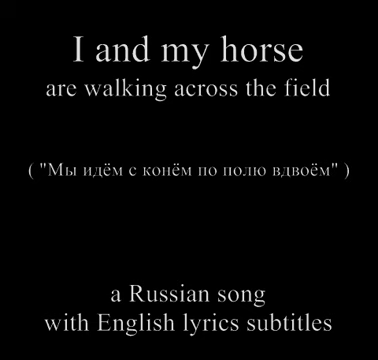 I and my horse
are walking across the field
( "Мы идём с конём по полю вдвоём" )
a Russian song
with English lyrics subtitles